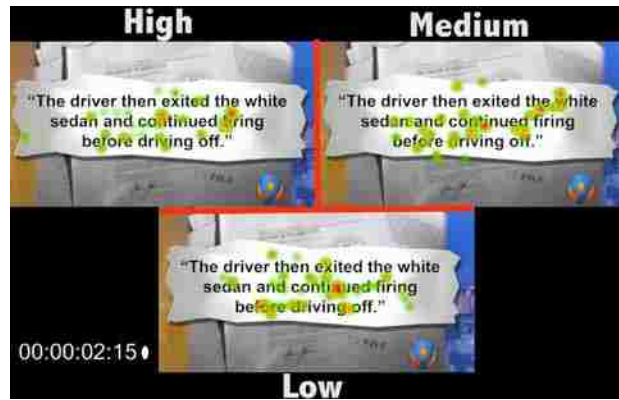 High
Medium
“The driver then exited the white
sedan and continued firing
before driving off.”
“The driver then exited the white
sedan and continued firing
before driving off.”
“The driver then exited the white
sedan and continued firing
before driving off.”
00:00:02:15
Low